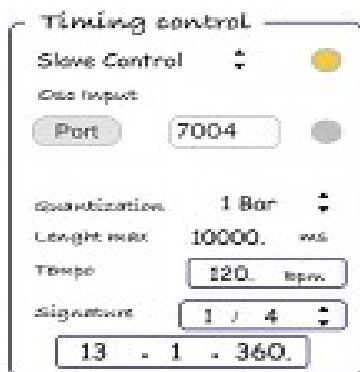 Timing control
Slave Control
Osc Input
Port 7004
Quantization 1 Bar
Lenght max 10000. ms
Tempo 120. bpm
Signature 1 / 4
13 . 1 . 360.